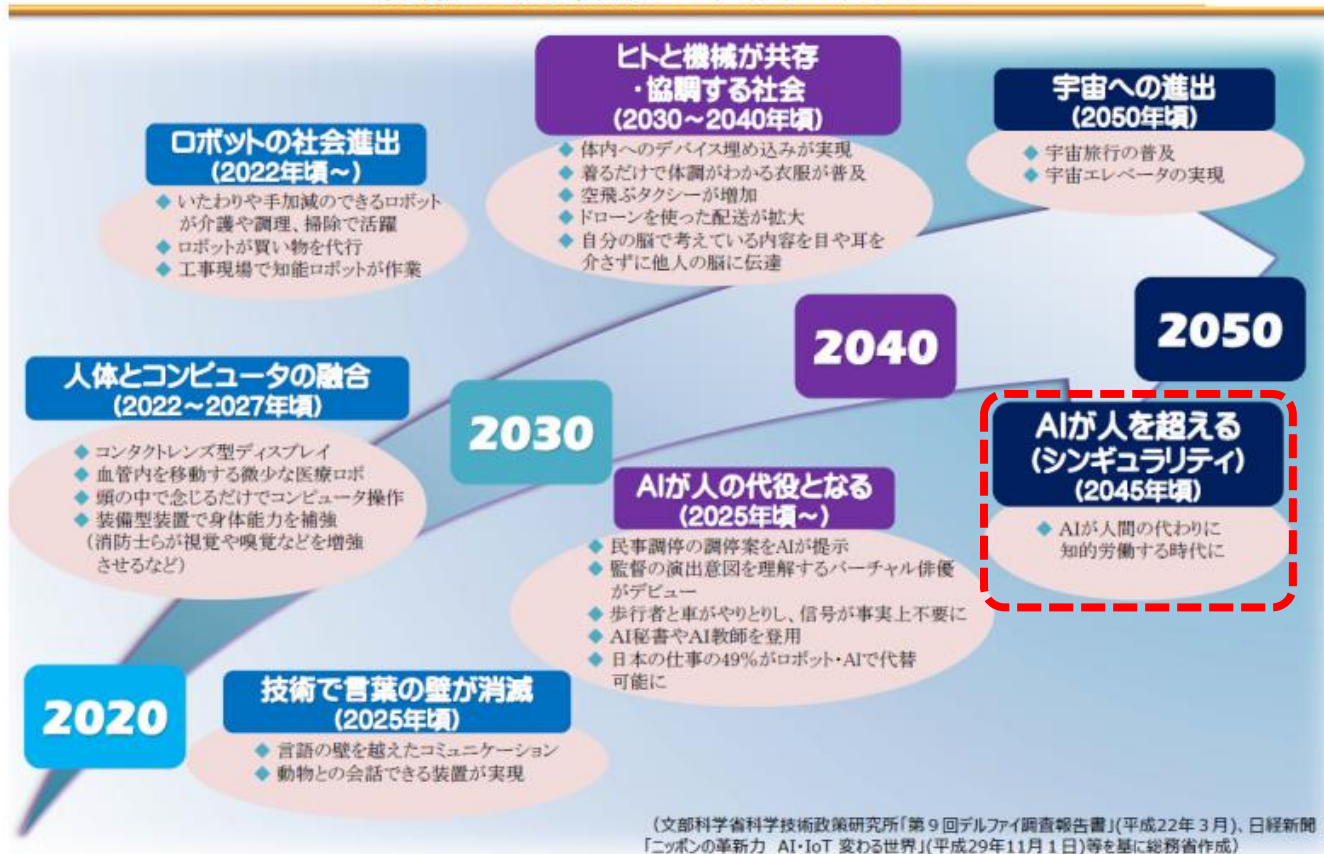 ヒトと機械が共存
・協調する社会
(2030~2040年頃)
◆ 体内へのデバイス埋め込みが実現
◆ 着るだけで体調がわかる衣服が普及
◆ 空飛ぶタクシーが増加
◆ ドローンを使った配送が拡大
◆ 自分の脳で考えている内容を目や耳を
介さずに他人の脳に伝達
宇宙への進出
(2050年頃)
◆ 宇宙旅行の普及
◆ 宇宙エレベータの実現
ロボットの社会進出
(2022年頃~)
◆ いたわりや手加減のできるロボット
が介護や調理、掃除で活躍
◆ ロボットが買い物を代行
◆ 工事現場で知能ロボットが作業
2050
2040
人体とコンピュータの融合
(2022~2027年頃)
◆ コンタクトレンズ型ディスプレイ
◆ 血管内を移動する微少な医療ロボ
◆ 頭の中で念じるだけでコンピュータ操作
◆ 装備型装置で身体能力を補強
(消防士らが視覚や嗅覚などを増強
させるなど)
2030
AIが人を超える
(シンギュラリティ)
(2045年頃)
◆ AIが人間の代わりに
知的労働する時代に
AIが人の代役となる
(2025年頃~)
◆ 民事調停の調停案をAIが提示
◆ 監督の演出意図を理解するバーチャル俳優
がデビュー
◆ 歩行者と車がやりとりし、信号が事実上不要に
◆ AI秘書やAI教師を登用
◆ 日本の仕事の49%がロボット・AIで代替
可能に
2020
技術で言葉の壁が消滅
(2025年頃)
◆ 言語の壁を越えたコミュニケーション
◆ 動物との会話できる装置が実現
(文部科学省科学技術政策研究所「第9回デルファイ調査報告書」(平成22年3月)、日経新聞
「ニッポンの革新力 AI・IoT 変わる世界」(平成29年11月1日)等を基に総務省作成)